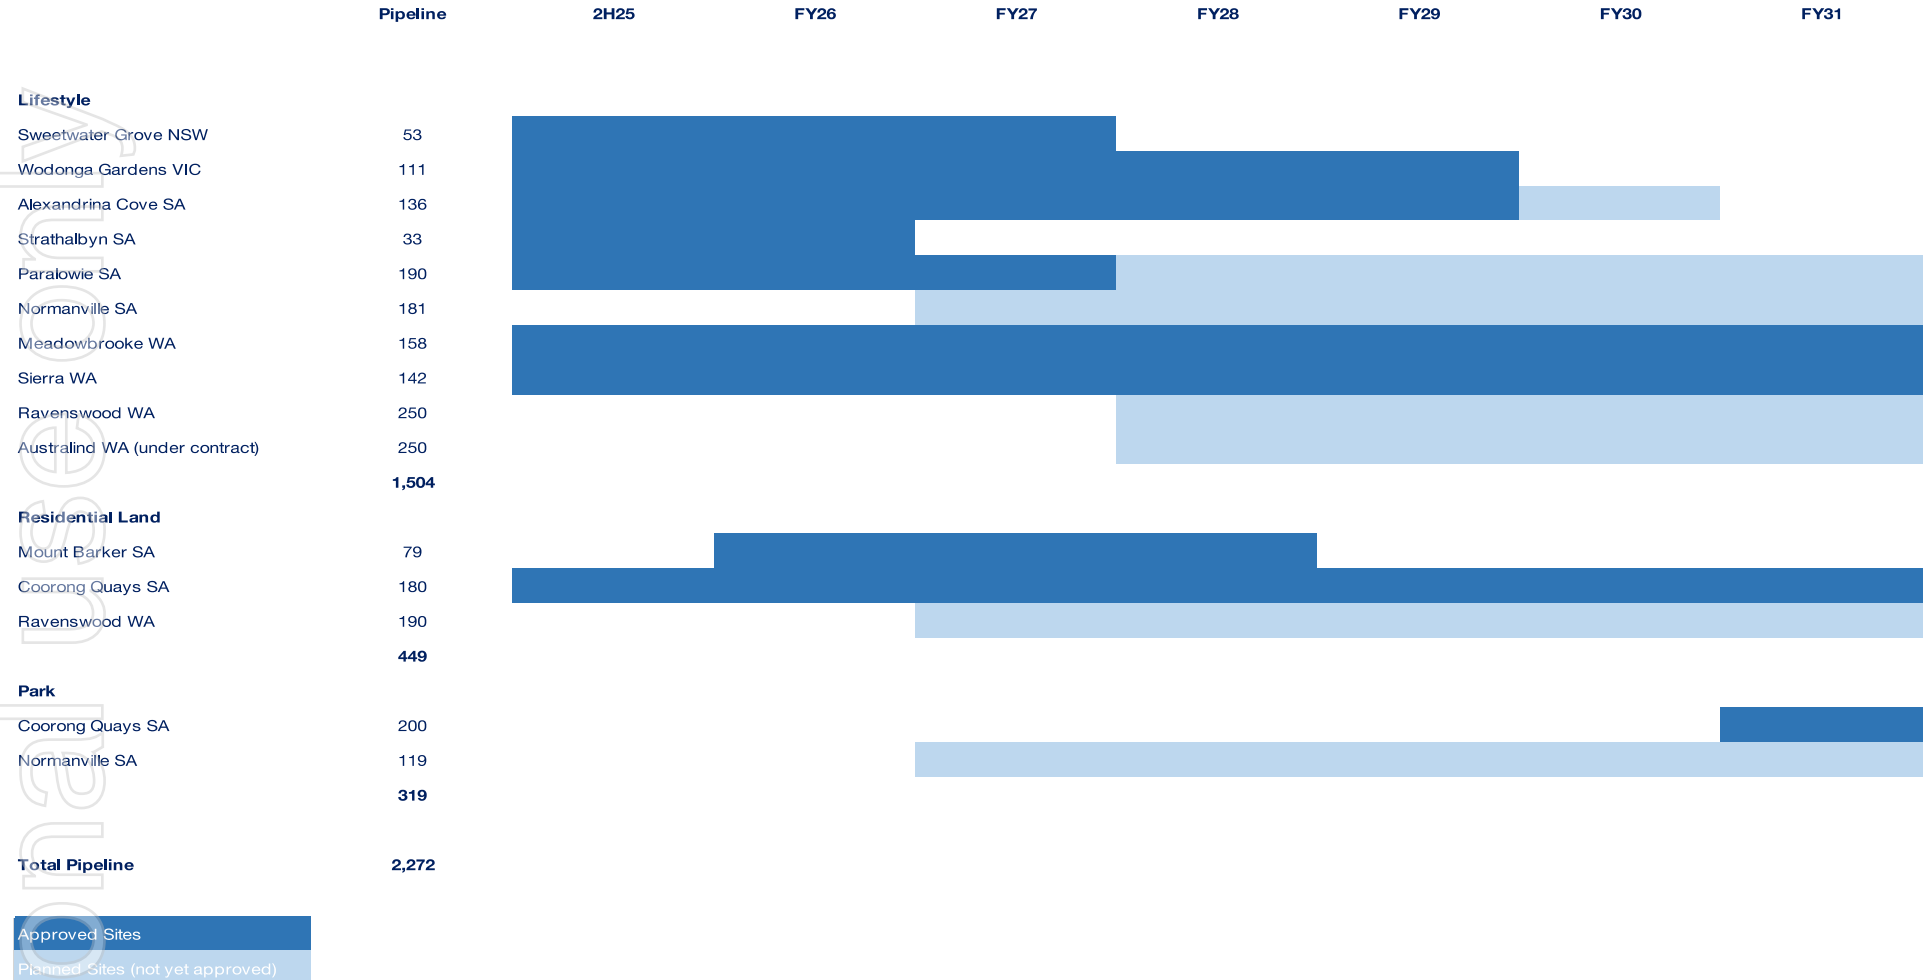 Pipeline 2H25 FY26 FY27 FY28 FY29 FY30 FY31
Lifestyle
Sweetwater Grove NSW 53
Wodonga Gardens VIC 111
Alexandrina Cove SA 136
Strathalbyn SA 33
Paralowie SA 190
Normanville SA 181
Meadowbrooke WA 158
Sierra WA 142
Ravenswood WA 250
Australind WA (under contract) 250
1,504
Residential Land
Mount Barker SA 79
Coorong Quays SA 180
Ravenswood WA 190
449
Park
Coorong Quays SA 200
Normanville SA 119
319
Total Pipeline 2,272
Approved Sites
Planned Sites (not yet approved)
onal use only